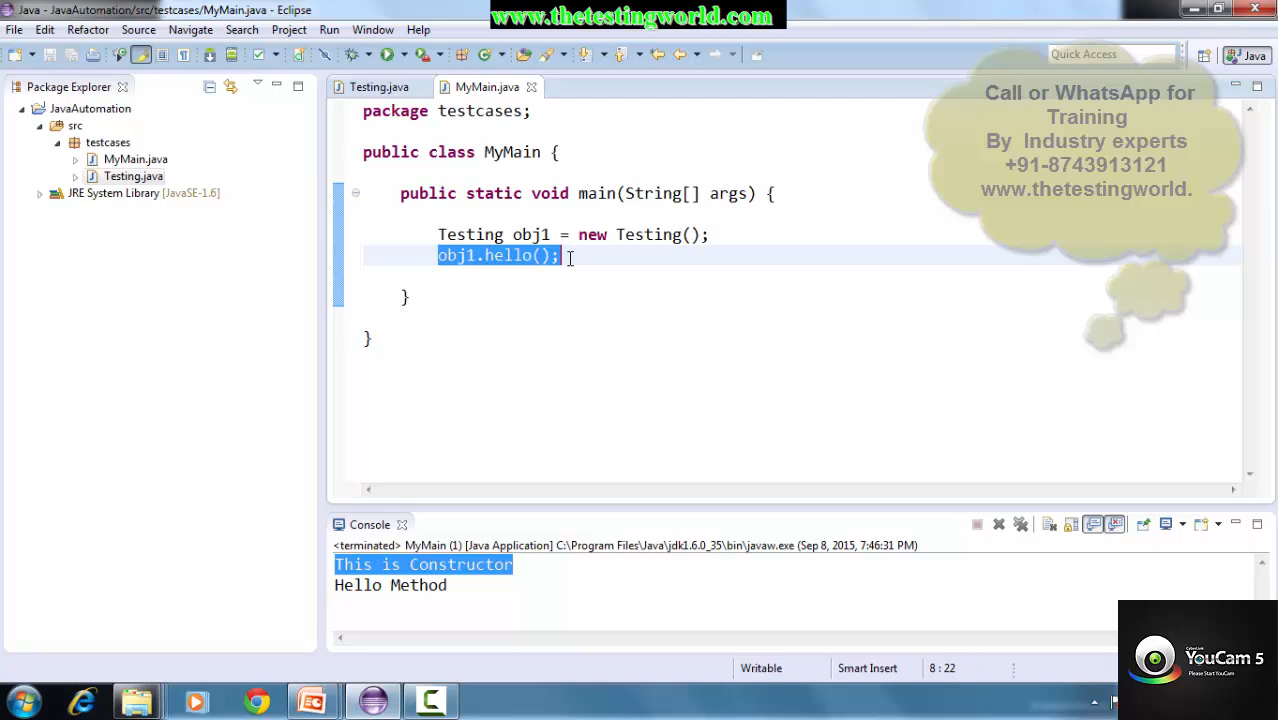 Java - JavaAutomation/src/testcases/MyMain.java - Eclipse
www.thetestingworld.com
File Edit Refactor Source Navigate Search Project Run Window Help
Quick Access
Java
Package Explorer
Testing.java
MyMain.java
JavaAutomation
src
testcases
MyMain.java
Testing.java
JRE System Library [JavaSE-1.6]
package testcases;
public class MyMain {
public static void main(String[] args) {
Testing obj1 = new Testing();
obj1.hello();
}
}
Call or WhatsApp for
Training
By Industry experts
+91-8743913121
www.thetestingworld.
Console
<terminated> MyMain (1) [Java Application] C:\Program Files\Java\jdk1.6.0_35\bin\javaw.exe (Sep 8, 2015, 7:46:31 PM)
This is Constructor
Hello Method
Writable
Smart Insert
8 : 22
CyberLink
YouCam 5
Please Start YouCam